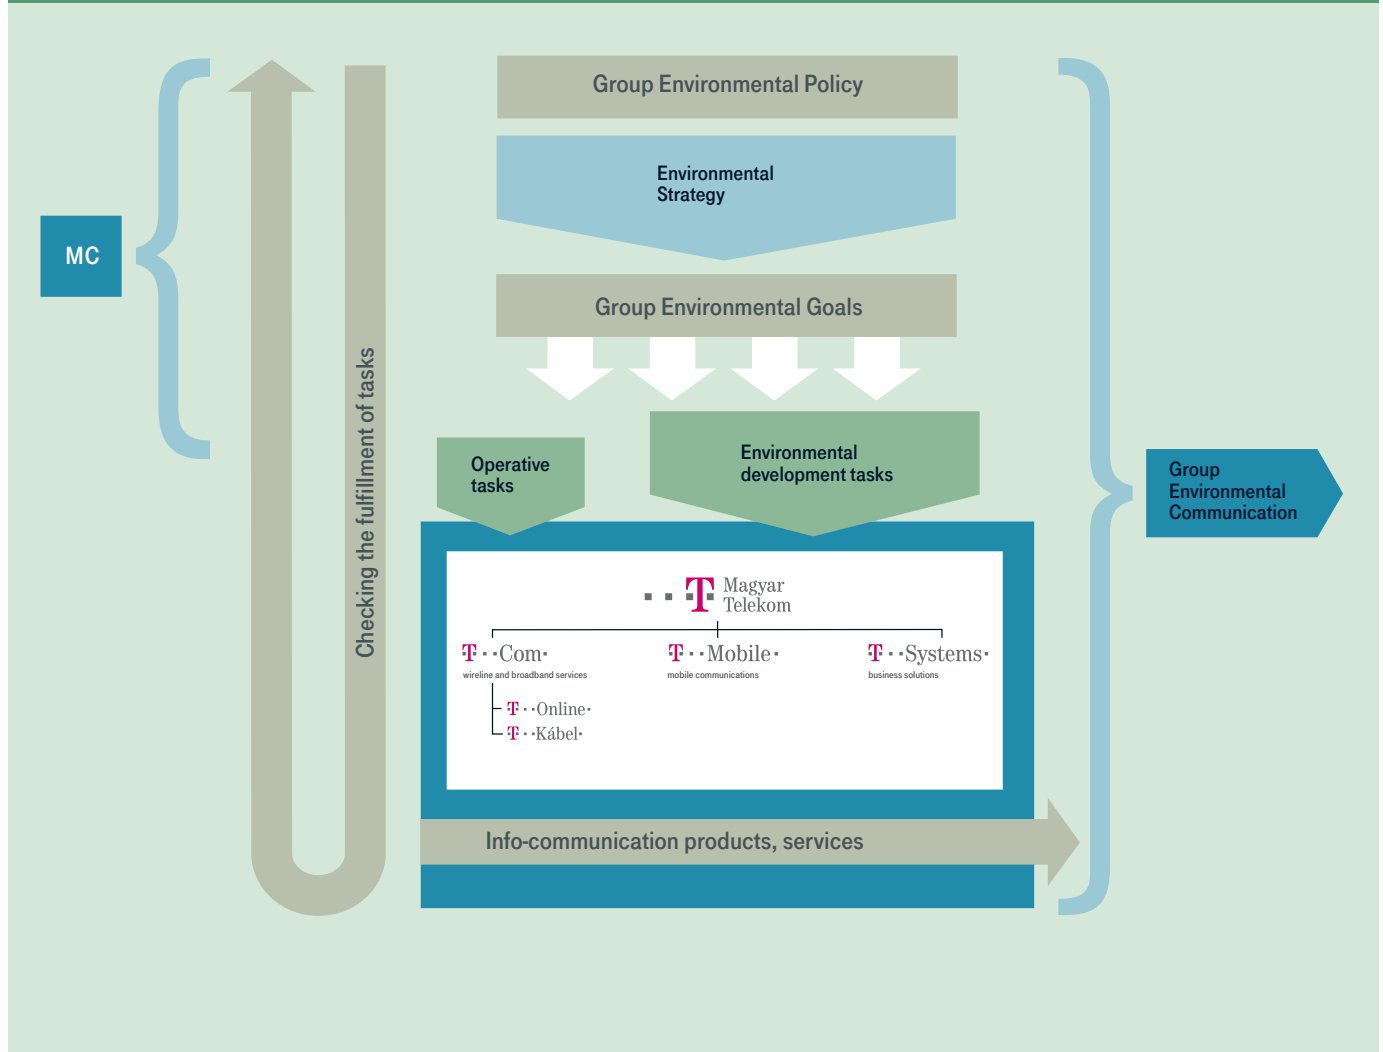 Group Environmental Policy
Environmental
Strategy
MC
Group Environmental Goals
Checking the fulfillment of tasks
Operative
tasks
Environmental
development tasks
Group
Environmental
Communication
T Magyar
Telekom
T··Com·
wireline and broadband services
T··Mobile·
mobile communications
T··Systems·
business solutions
T··Online·
T··Kábel·
Info-communication products, services